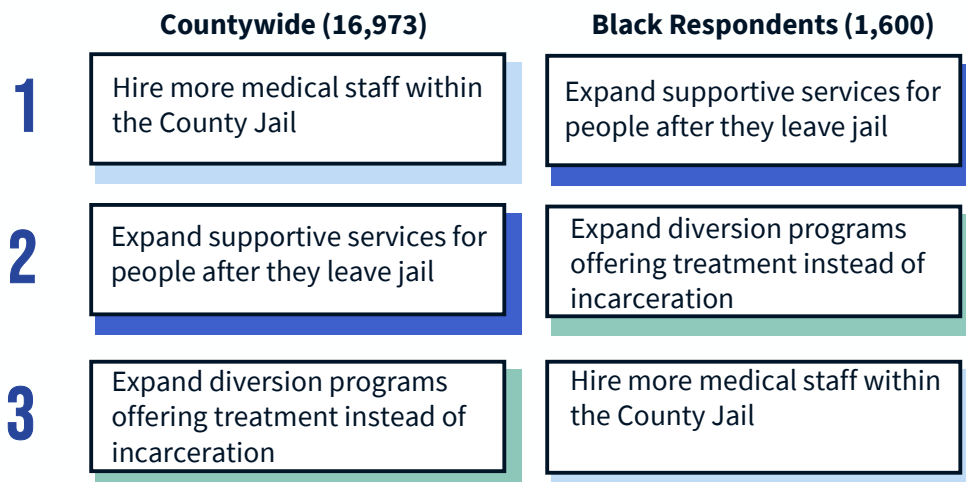 Countywide (16,973)
Black Respondents (1,600)
1
Hire more medical staff within
the County Jail
Expand supportive services for
people after they leave jail
2
Expand supportive services for
people after they leave jail
Expand diversion programs
offering treatment instead of
incarceration
3
Expand diversion programs
offering treatment instead of
incarceration
Hire more medical staff within
the County Jail